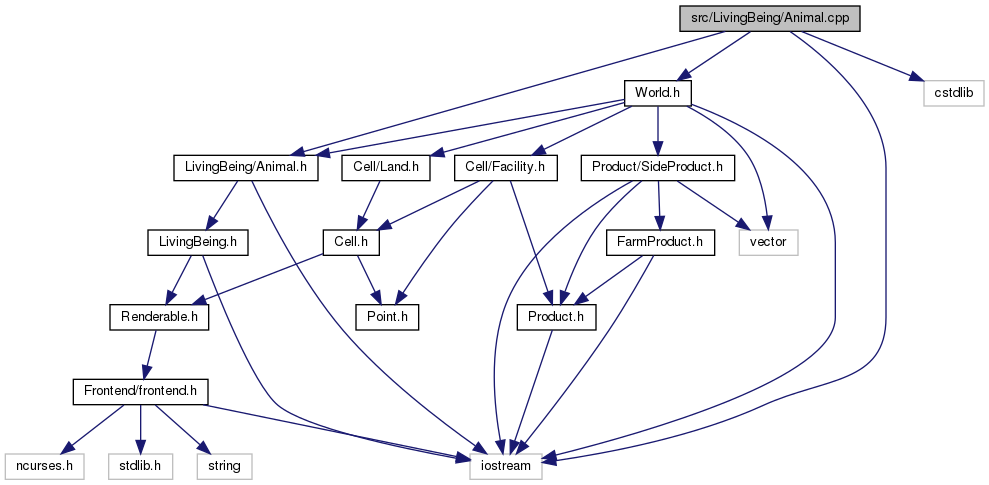 src/LivingBeing/Animal.cpp
World.h
cstdlib
LivingBeing/Animal.h
Cell/Land.h
Cell/Facility.h
Product/SideProduct.h
LivingBeing.h
Cell.h
FarmProduct.h
vector
Renderable.h
Point.h
Product.h
Frontend/frontend.h
ncurses.h
stdlib.h
string
iostream